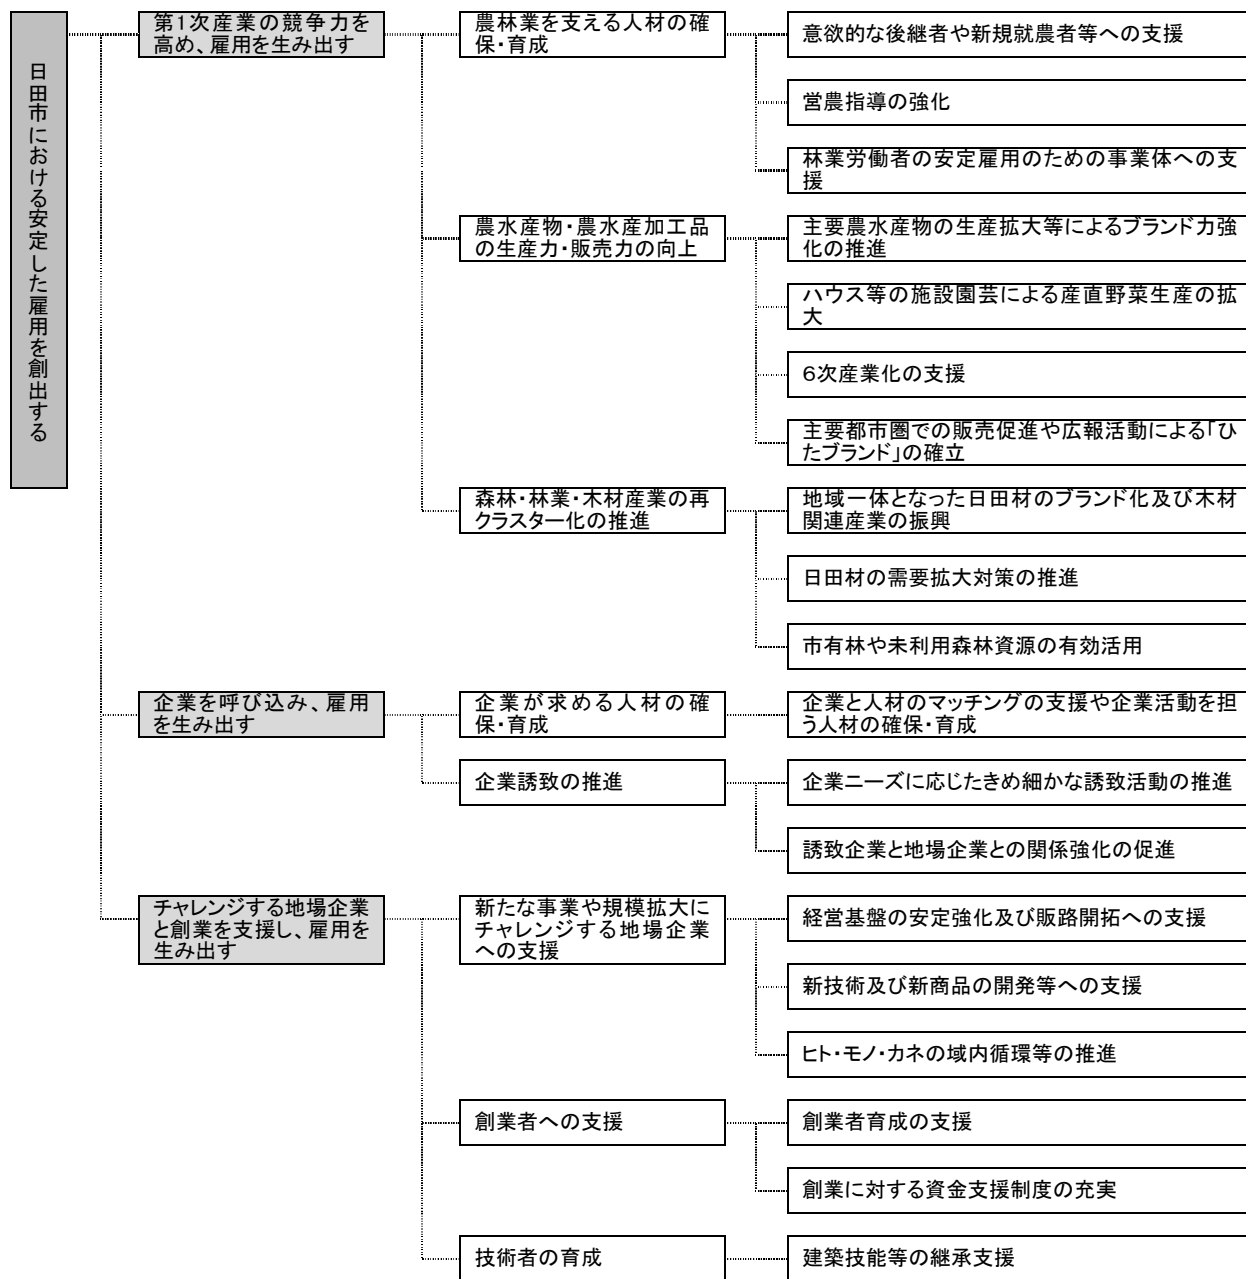 日田市における安定した雇用を創出する
第1次産業の競争力を
高め、雇用を生み出す
農林業を支える人材の確
保・育成
意欲的な後継者や新規就農者等への支援
営農指導の強化
林業労働者の安定雇用のための事業体への支
援
農水産物・農水産加工品
の生産力・販売力の向上
主要農水産物の生産拡大等によるブランド力強
化の推進
ハウス等の施設園芸による産直野菜生産の拡
大
6次産業化の支援
主要都市圏での販売促進や広報活動による「ひ
たブランド」の確立
森林・林業・木材産業の再
クラスター化の推進
地域一体となった日田材のブランド化及び木材
関連産業の振興
日田材の需要拡大対策の推進
市有林や未利用森林資源の有効活用
企業を呼び込み、雇用
を生み出す
企業が求める人材の確
保・育成
企業と人材のマッチングの支援や企業活動を担
う人材の確保・育成
企業誘致の推進
企業ニーズに応じたきめ細かな誘致活動の推進
誘致企業と地場企業との関係強化の促進
チャレンジする地場企業
と創業を支援し、雇用を
生み出す
新たな事業や規模拡大に
チャレンジする地場企業
への支援
経営基盤の安定強化及び販路開拓への支援
新技術及び新商品の開発等への支援
ヒト・モノ・カネの域内循環等の推進
創業者への支援
創業者育成の支援
創業に対する資金支援制度の充実
技術者の育成
建築技能等の継承支援